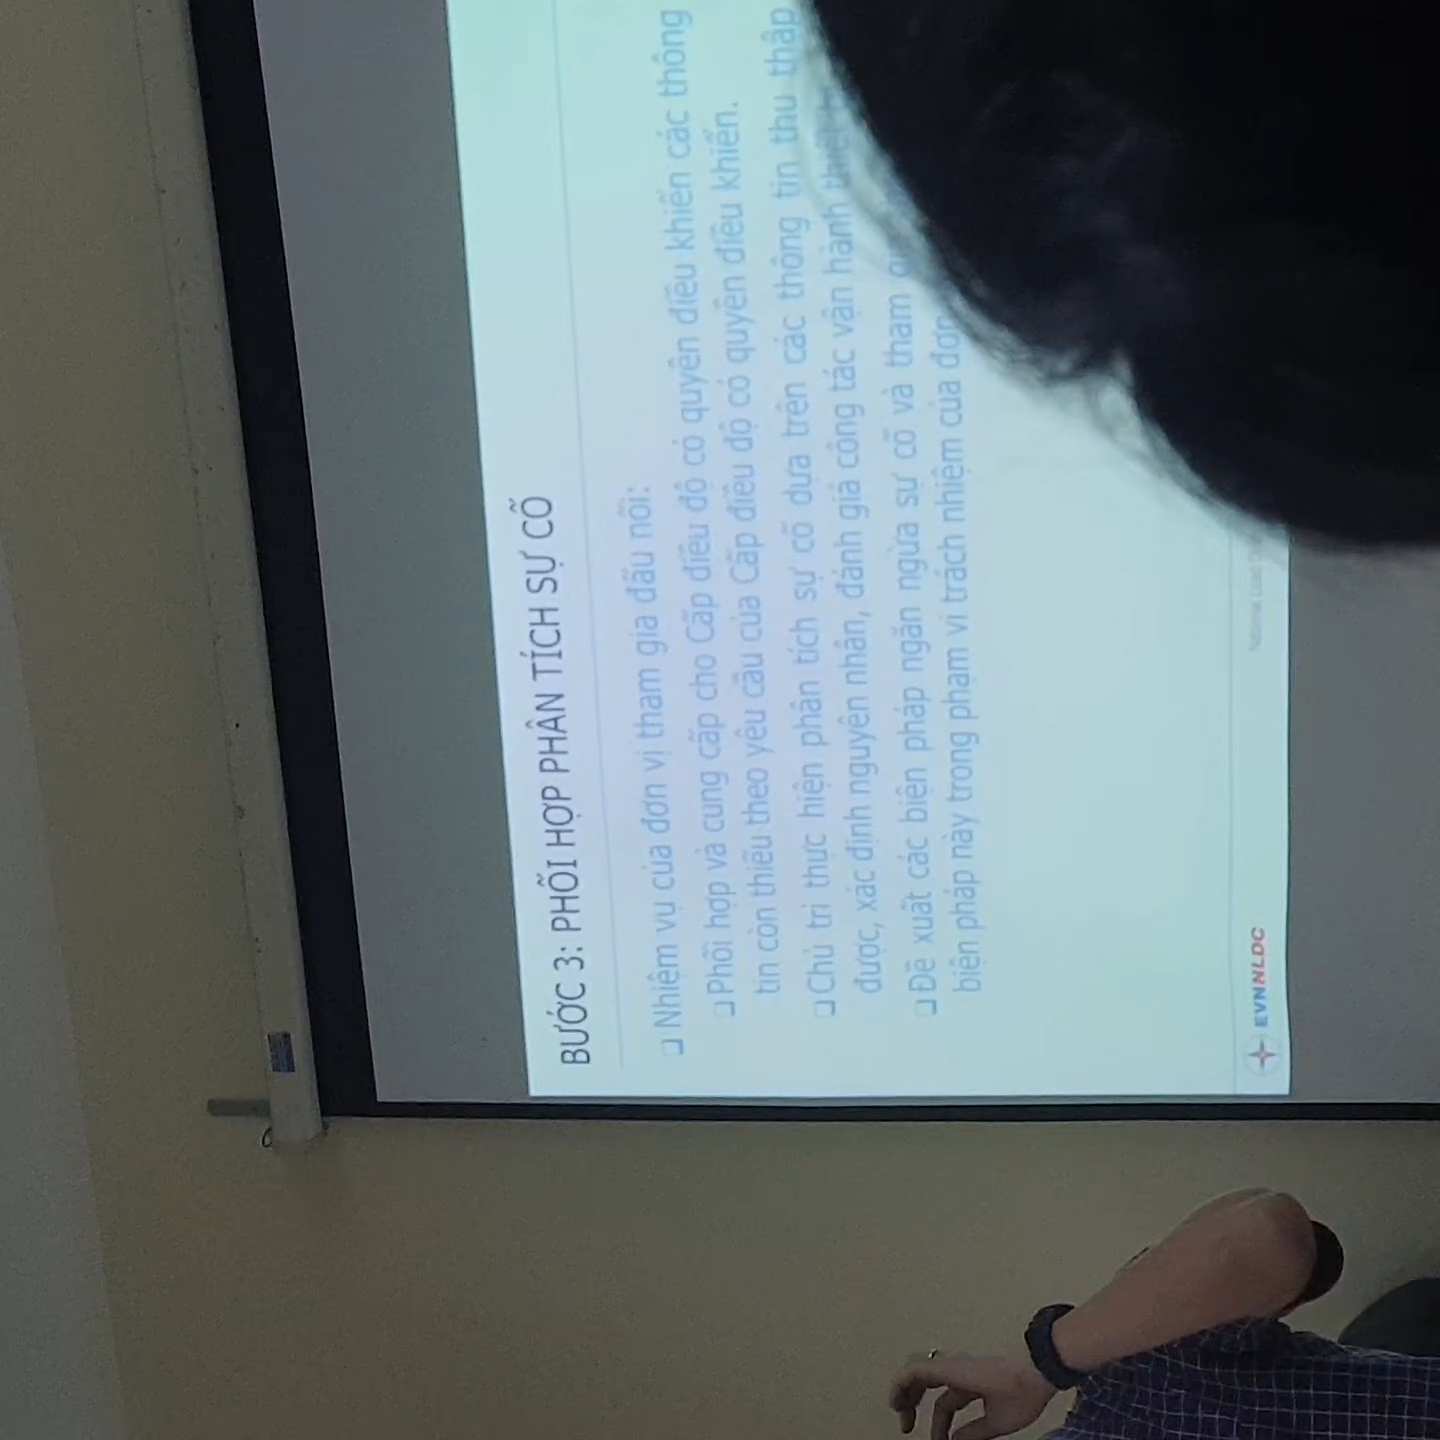 BƯỚC 3: PHỐI HỢP PHÂN TÍCH SỰ CỐ
❑ Nhiệm vụ của đơn vị tham gia đấu nối:
❑ Phối hợp và cung cấp cho Cấp điều độ có quyền điều khiển các thông
tin còn thiếu theo yêu cầu của Cấp điều độ có quyền điều khiển.
❑ Chủ trì thực hiện phân tích sự cố dựa trên các thông tin thu thập
được, xác định nguyên nhân, đánh giá công tác vận hành thiết
❑ Đề xuất các biện pháp ngăn ngừa sự cố và tham
biện pháp này trong phạm vi trách nhiệm của đơn
EVNNLDC